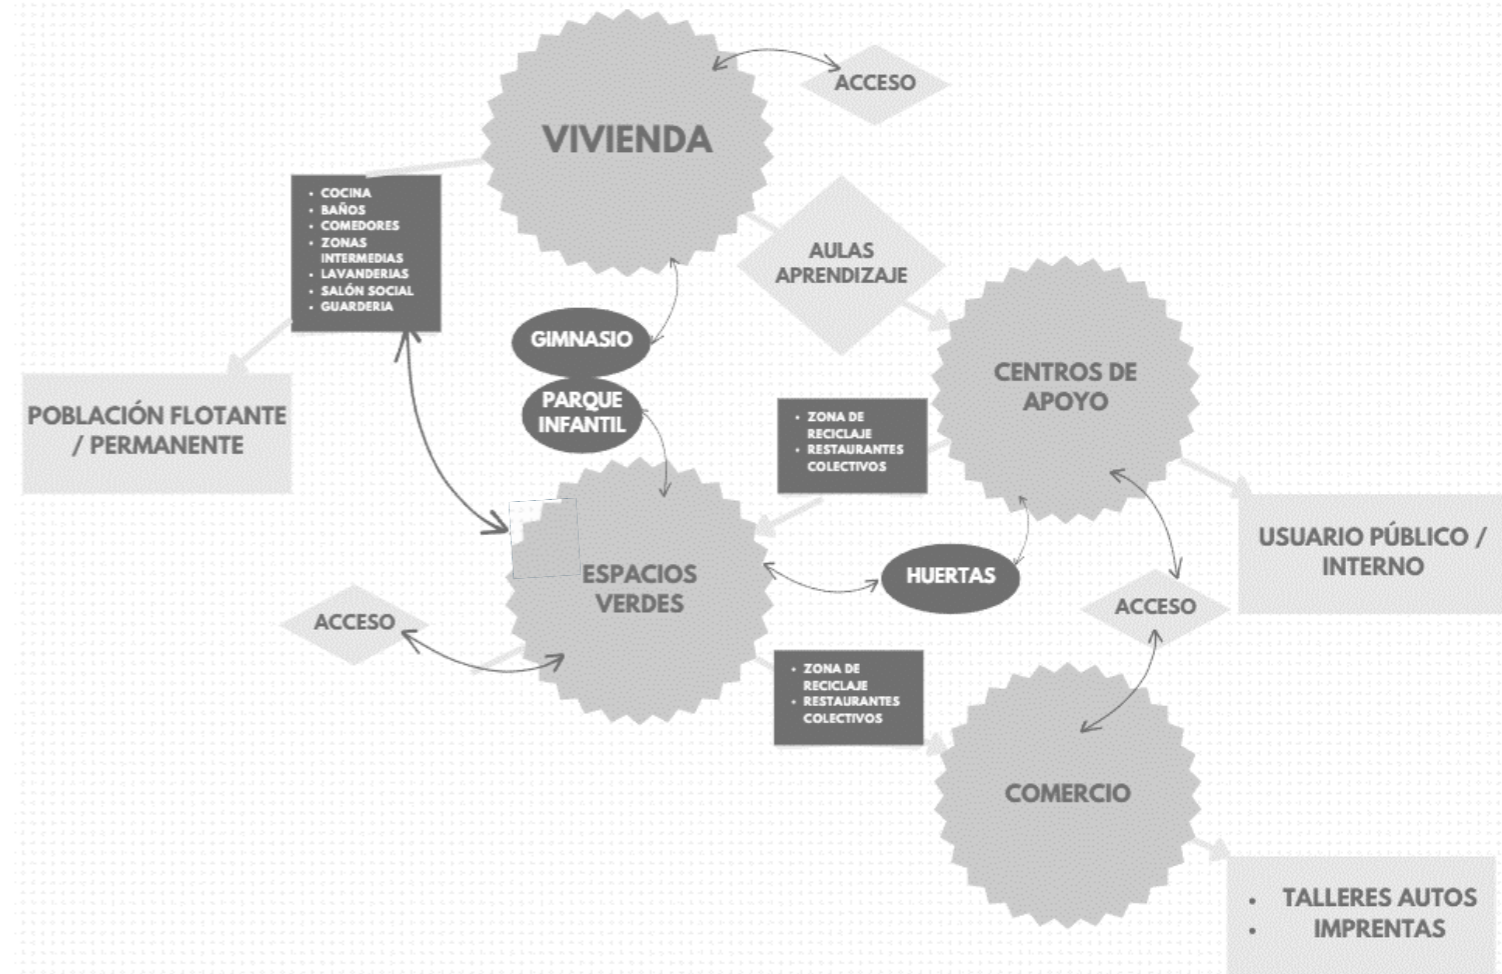 ACCESO
VIVIENDA
• COCINA
• BAÑOS
• COMEDORES
• ZONAS
INTERMEDIAS
• LAVANDERIAS
• SALÓN SOCIAL
• GUARDERIA
AULAS
APRENDIZAJE
GIMNASIO
PARQUE
INFANTIL
CENTROS DE
APOYO
POBLACIÓN FLOTANTE
/ PERMANENTE
• ZONA DE
RECICLAJE
• RESTAURANTES
COLECTIVOS
USUARIO PÚBLICO /
INTERNO
HUERTAS
ESPACIOS
VERDES
ACCESO
ACCESO
• ZONA DE
RECICLAJE
• RESTAURANTES
COLECTIVOS
COMERCIO
• TALLERES AUTOS
• IMPRENTAS